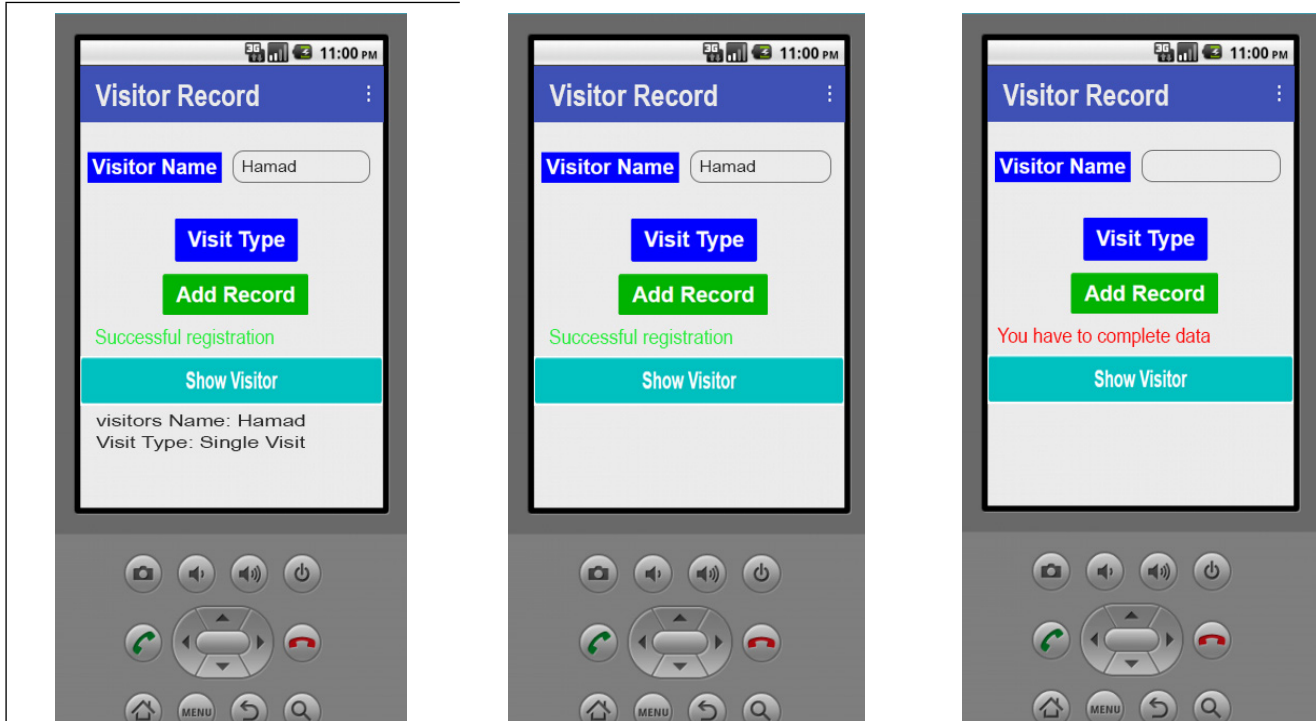 3G 11:00 PM
Visitor Record
Visitor Name Hamad
Visit Type
Add Record
Successful registration
Show Visitor
visitors Name: Hamad
Visit Type: Single Visit
MENU
3G 11:00 PM
Visitor Record
Visitor Name Hamad
Visit Type
Add Record
Successful registration
Show Visitor
MENU
3G 11:00 PM
Visitor Record
Visitor Name
Visit Type
Add Record
You have to complete data
Show Visitor
MENU